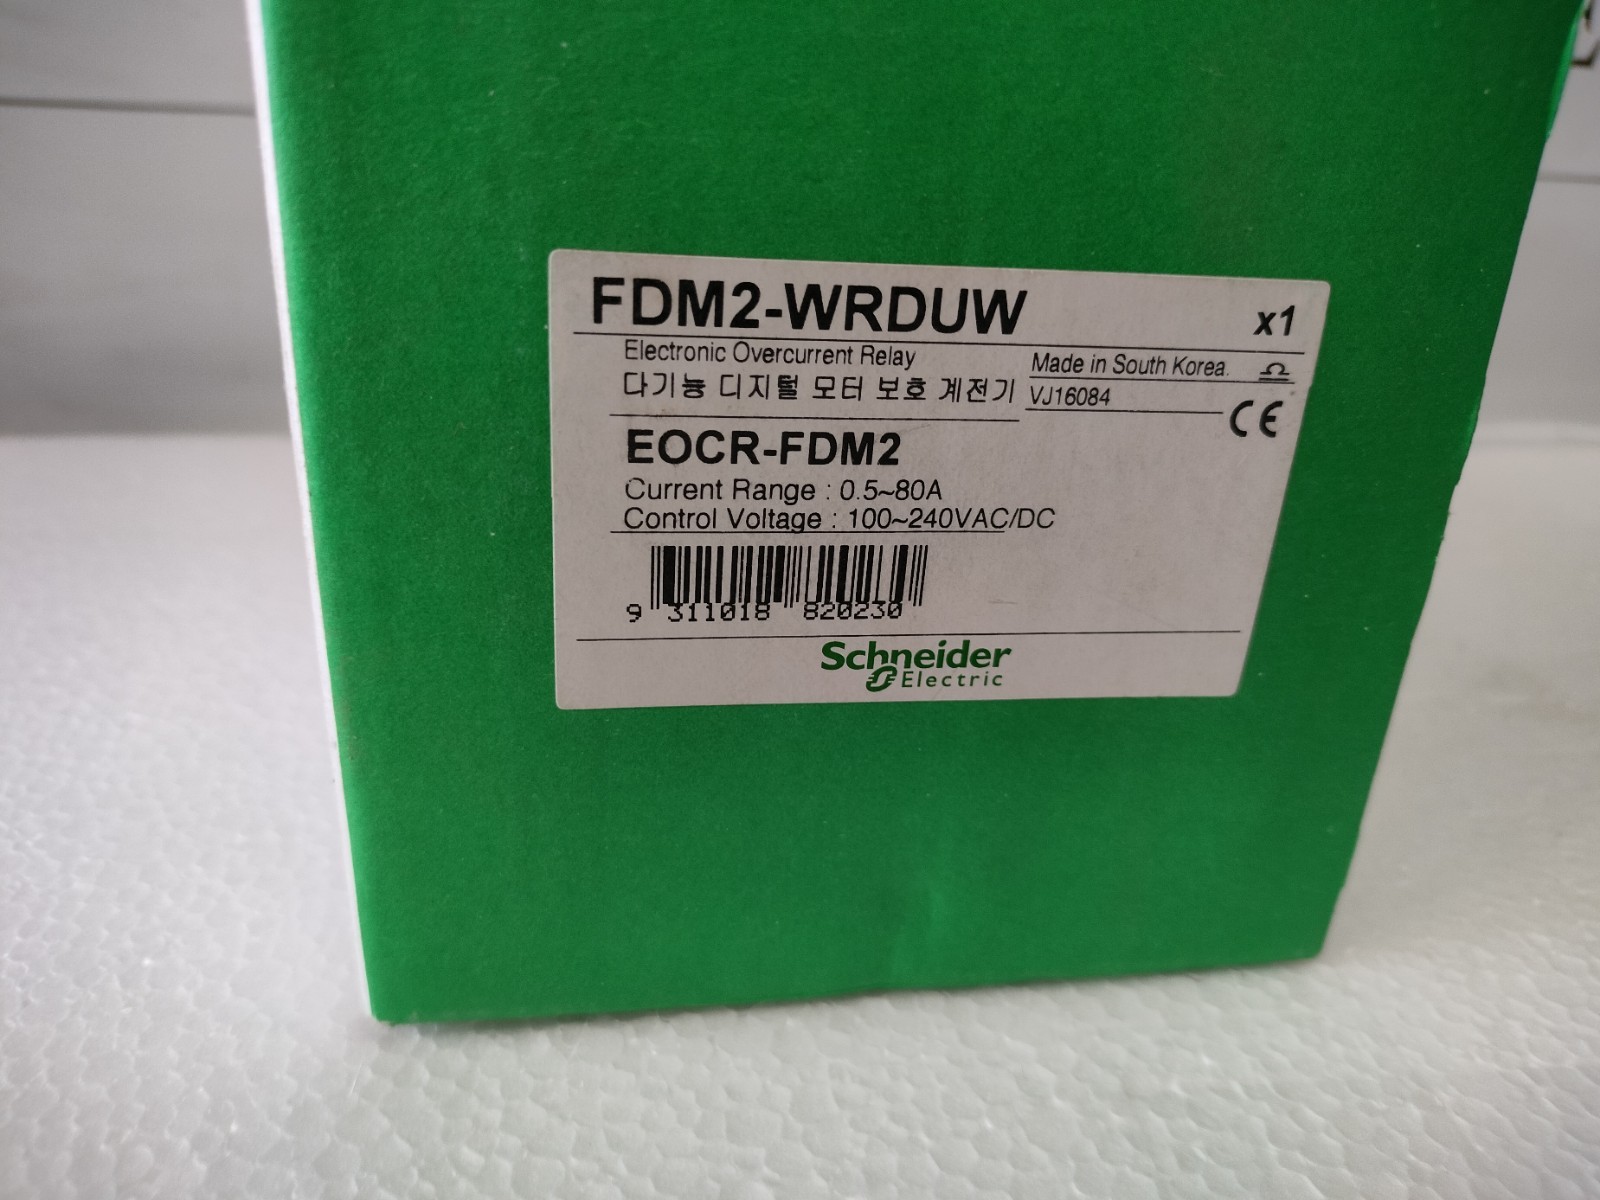 FDM2-WRDUW x1
Electronic Overcurrent Relay
다기능 디지털 모터 보호 계전기
Made in South Korea.
VJ16084
CE
EOCR-FDM2
Current Range : 0.5~80A
Control Voltage : 100~240VAC/DC
9 311018 820230
Schneider
Electric